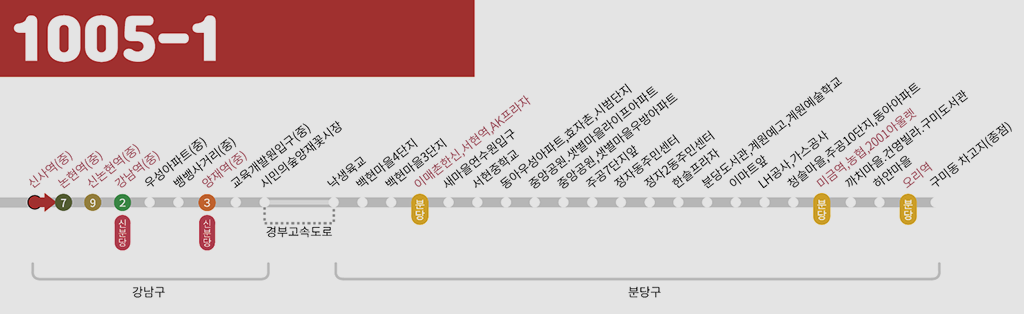 1005-1
신사역(중)
논현역(중)
신논현역(중)
강남역(중)
우성아파트(중)
뱅뱅사거리(중)
양재역(중)
교육개발원입구(중)
시민의숲양재꽃시장
낙생육교
백현마을4단지
백현마을3단지
이매촌한신,서현역,AK프라자
새마을연수원입구
서현중학교
동아우성아파트,효자촌,시범단지
중앙공원,샛별마을라이프아파트
중앙공원,샛별마을우방아파트
주공7단지앞
정자동주민센터
정자2동주민센터
한솔프라자
분당도서관,계원예고,계원예술학교
이마트앞
LH공사,가스공사
청솔마을,주공10단지,동아아파트
미금역,농협,2001아울렛
까치마을,건영빌라,구미도서관
하얀마을
오리역
구미동 차고지(종점)
7
9
2
3
분당
분당
분당
신분당
신분당
경부고속도로
강남구
분당구